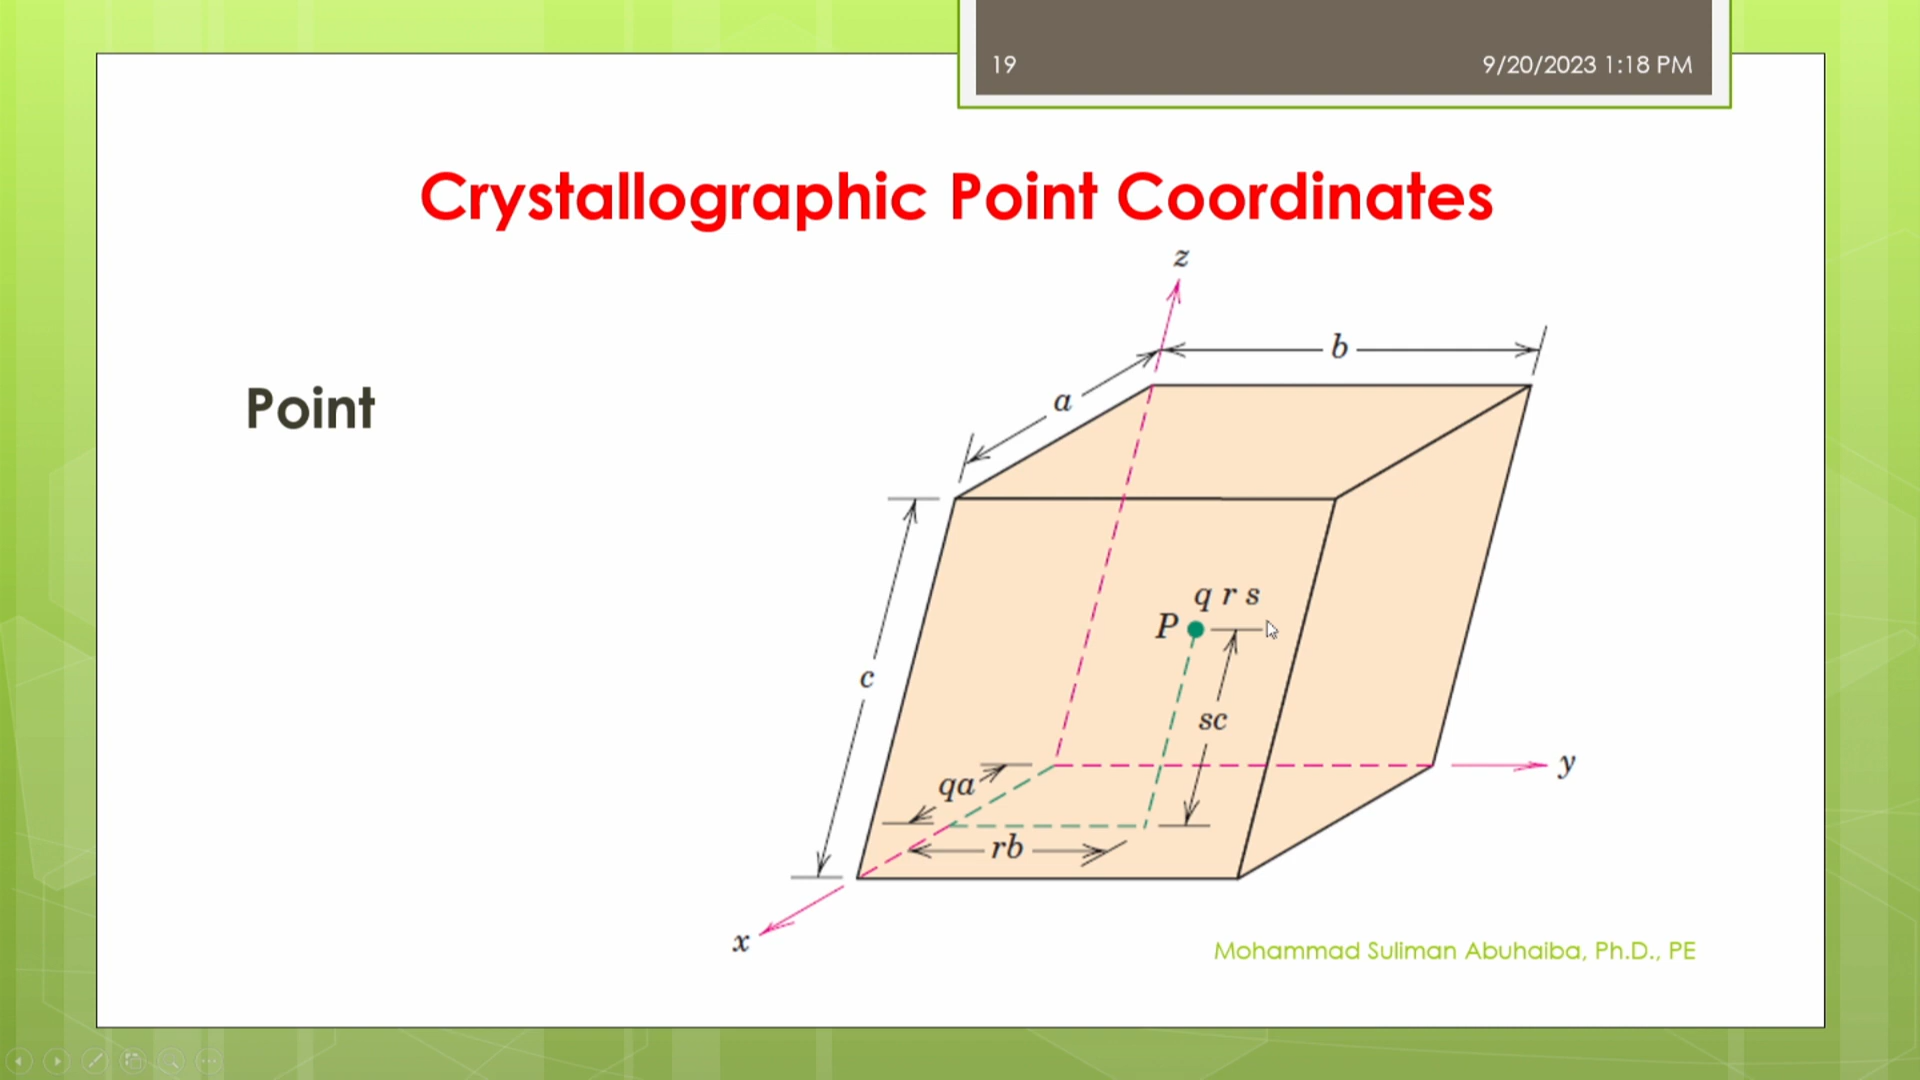 19
9/20/2023 1:18 PM
Crystallographic Point Coordinates
Point
z
b
a
c
q r s
P
sc
qa
rb
y
x
Mohammad Suliman Abuhaiba, Ph.D., PE